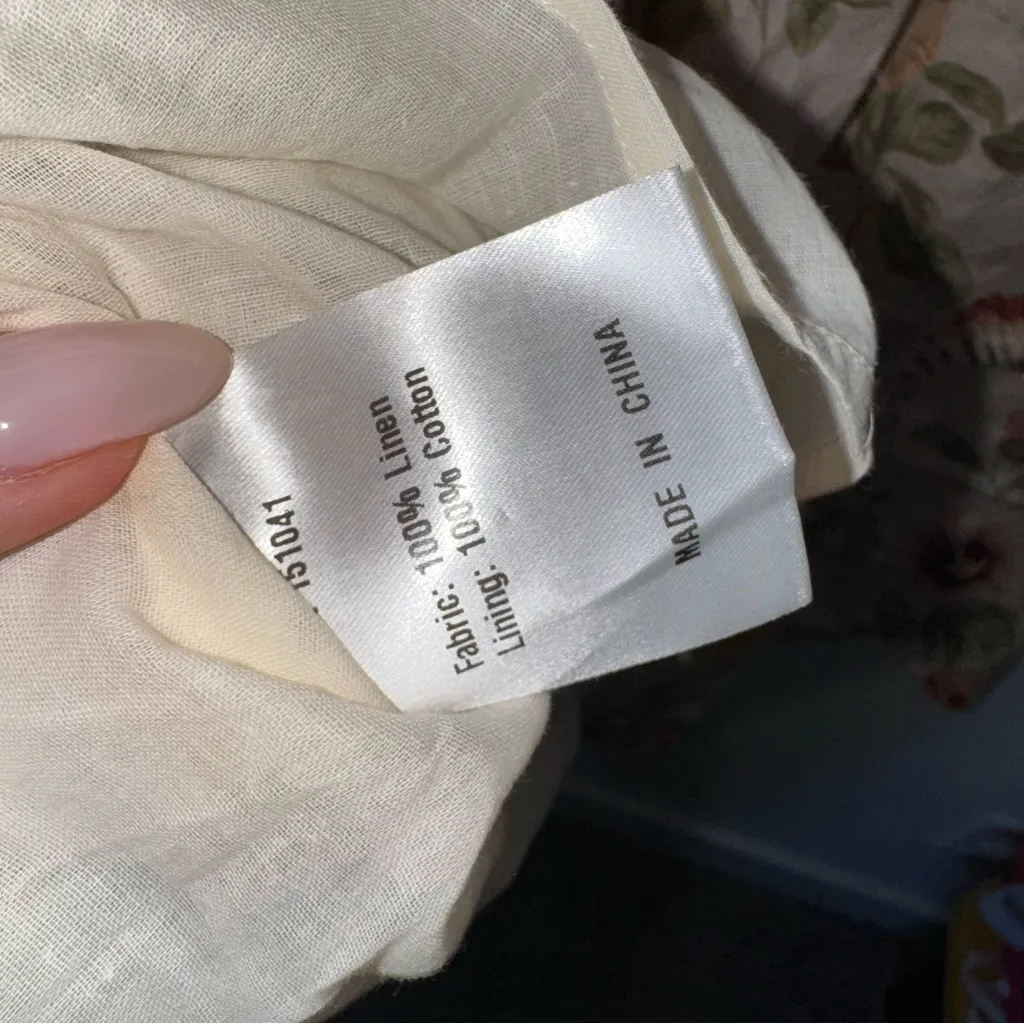 151041
Fabric: 100% Linen
Lining: 100% Cotton
MADE IN CHINA